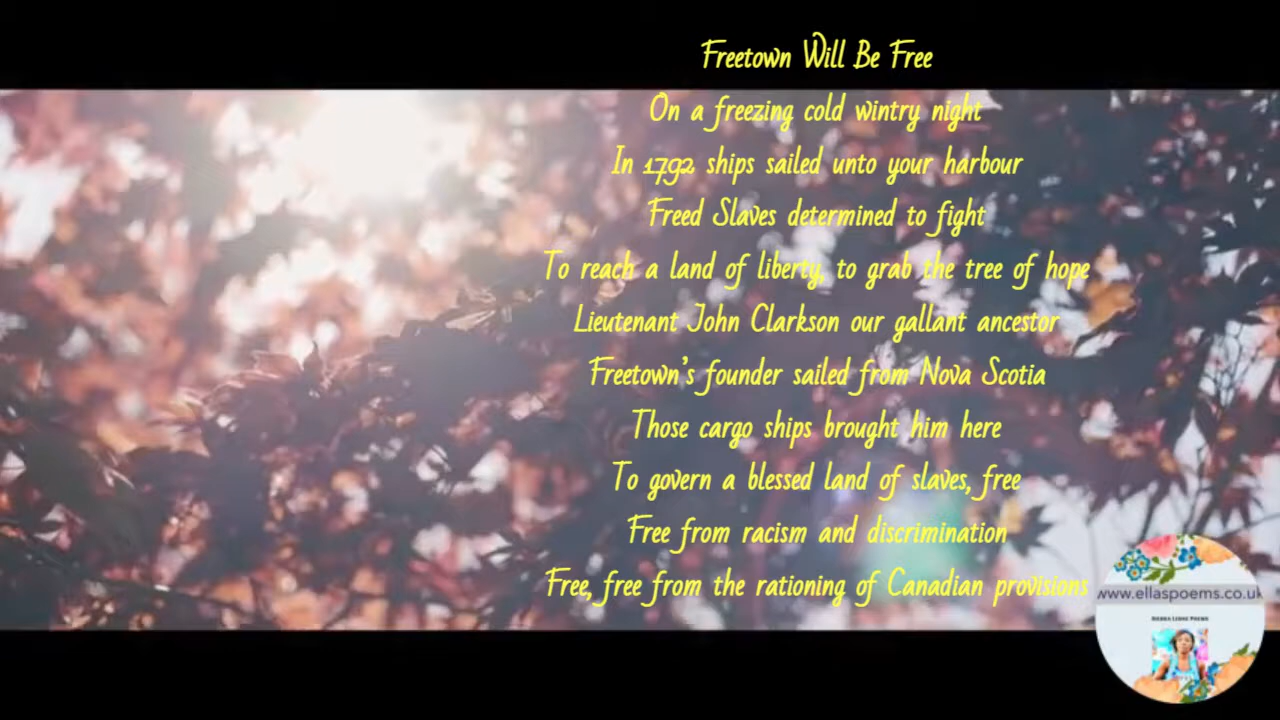 Freetown Will Be Free
On a freezing cold wintry night
In 1792 ships sailed unto your harbour
Freed Slaves determined to fight
To reach a land of liberty, to grab the tree of hope
Lieutenant John Clarkson our gallant ancestor
Freetown's founder sailed from Nova Scotia
Those cargo ships brought him here
To govern a blessed land of slaves, free
Free from racism and discrimination
Free, free from the rationing of Canadian provisions
www.ellaspoems.co.uk
SIERRA LEONE POEMS